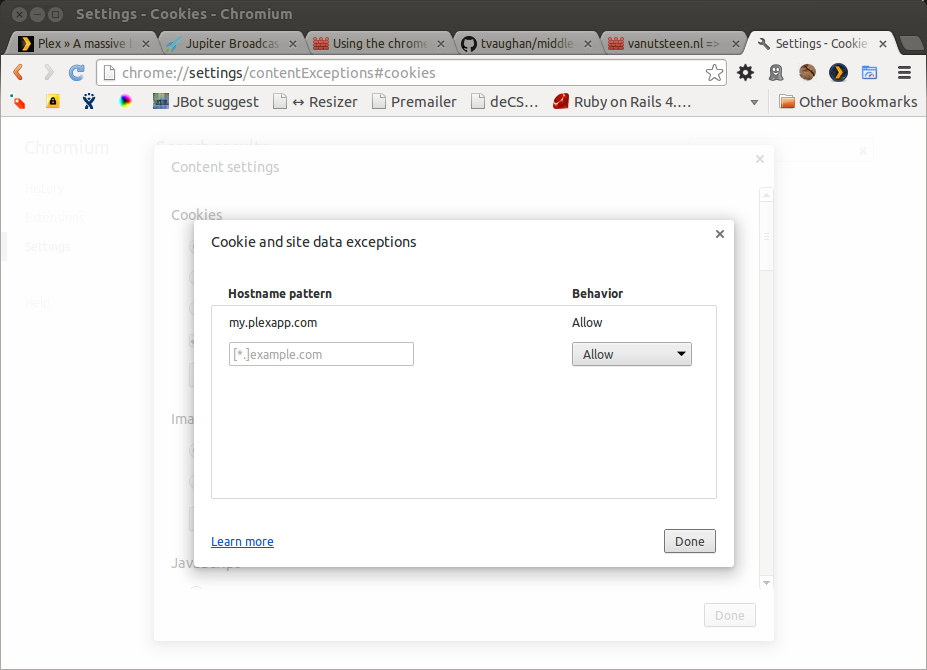 Settings - Cookies - Chromium
Plex » A massive
Jupiter Broadcas
Using the chrome
tvaughan/middle
vanutsteen.nl =>
Settings - Cookie
chrome://settings/contentExceptions#cookies
JBot suggest
↔ Resizer
Premailer
deCS...
Ruby on Rails 4....
Other Bookmarks
Chromium
History
Extensions
Settings
Help
Content settings
Cookies
Cookie and site data exceptions
Hostname pattern Behavior
my.plexapp.com Allow
[*.]example.com Allow
Ima
Learn more Done
JavaScript
Done